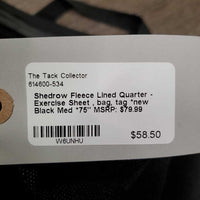 The Tack Collector
614600-534
Shedrow Fleece Lined Quarter -
Exercise Sheet , bag, tag *new
Black Med *75" MSRP: $79.99
W6UNHU
$58.50